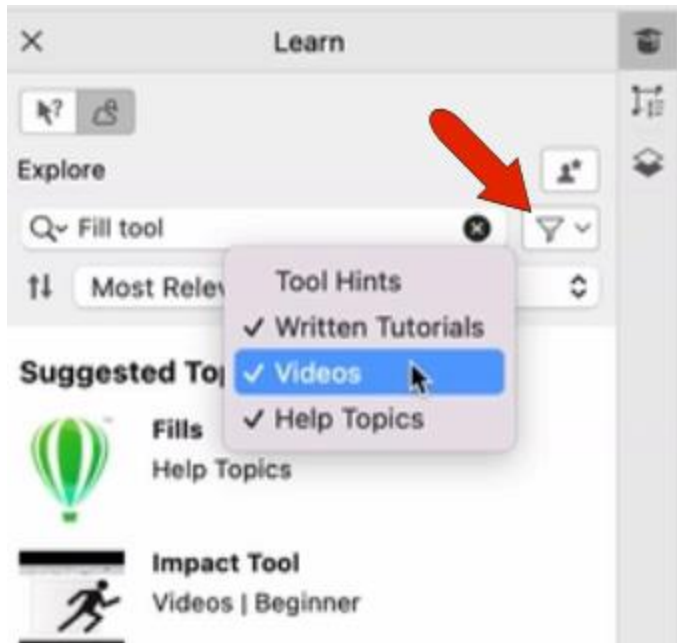 Learn
Explore
Fill tool
Most Relev
Tool Hints
✓ Written Tutorials
✓ Videos
✓ Help Topics
Suggested To
Fills
Help Topics
Impact Tool
Videos | Beginner